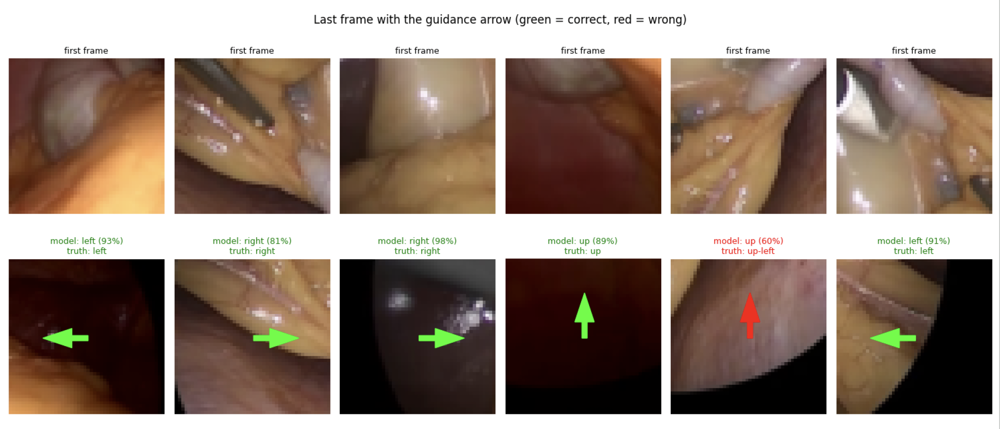 Last frame with the guidance arrow (green = correct, red = wrong)
first frame
first frame
first frame
first frame
first frame
first frame
model: left (93%)
truth: left
model: right (81%)
truth: right
model: right (98%)
truth: right
model: up (89%)
truth: up
model: up (60%)
truth: up-left
model: left (91%)
truth: left